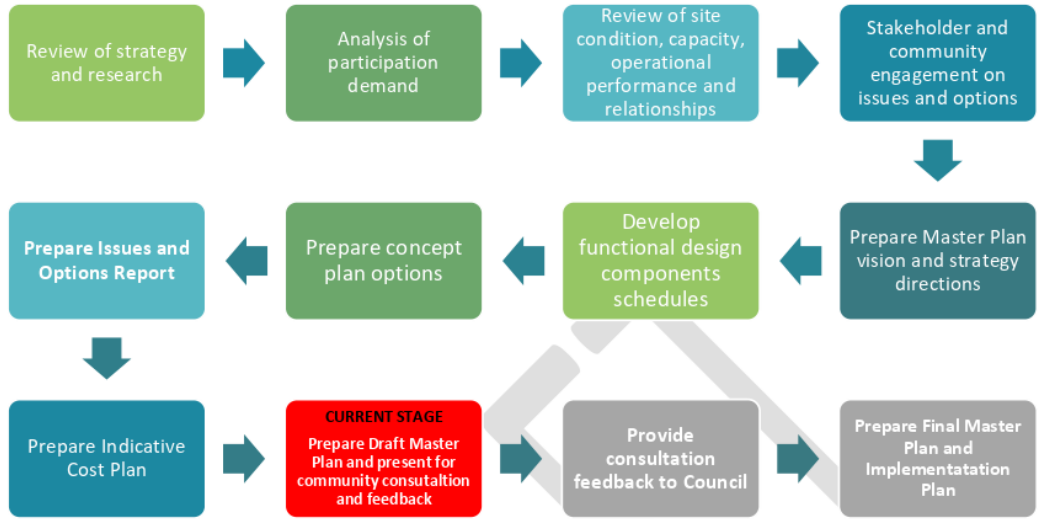 Review of strategy
and research
Analysis of
participation
demand
Review of site
condition, capacity,
operational
performance and
relationships
Stakeholder and
community
engagement on
issues and options
Prepare Master Plan
vision and strategy
directions
Develop
functional design
components
schedules
Prepare concept
plan options
Prepare Issues and
Options Report
Prepare Indicative
Cost Plan
CURRENT STAGE
Prepare Draft Master
Plan and present for
community consutaltion
and feedback
Provide
consultation
feedback to Council
Prepare Final Master
Plan and
Implementatation
Plan